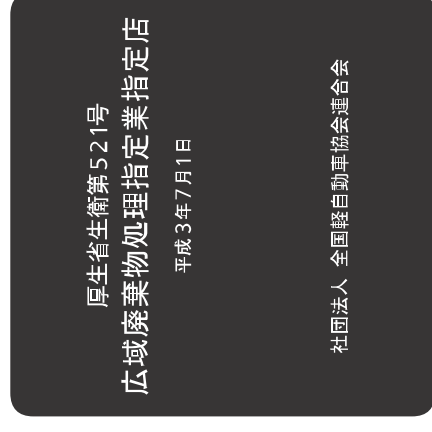 厚生省生衛第521号
広域廃棄物処理指定業指定店
平成3年7月1日
社団法人 全国軽自動車協会連合会